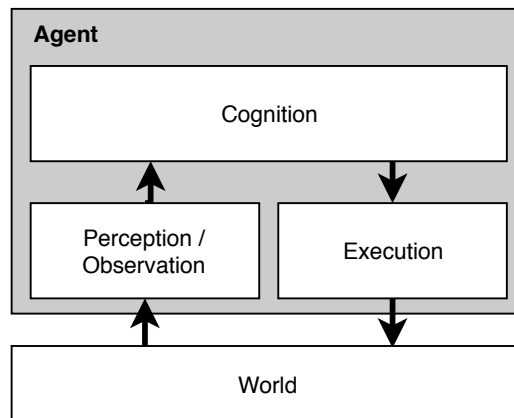 Agent
Cognition
Perception /
Observation
Execution
World